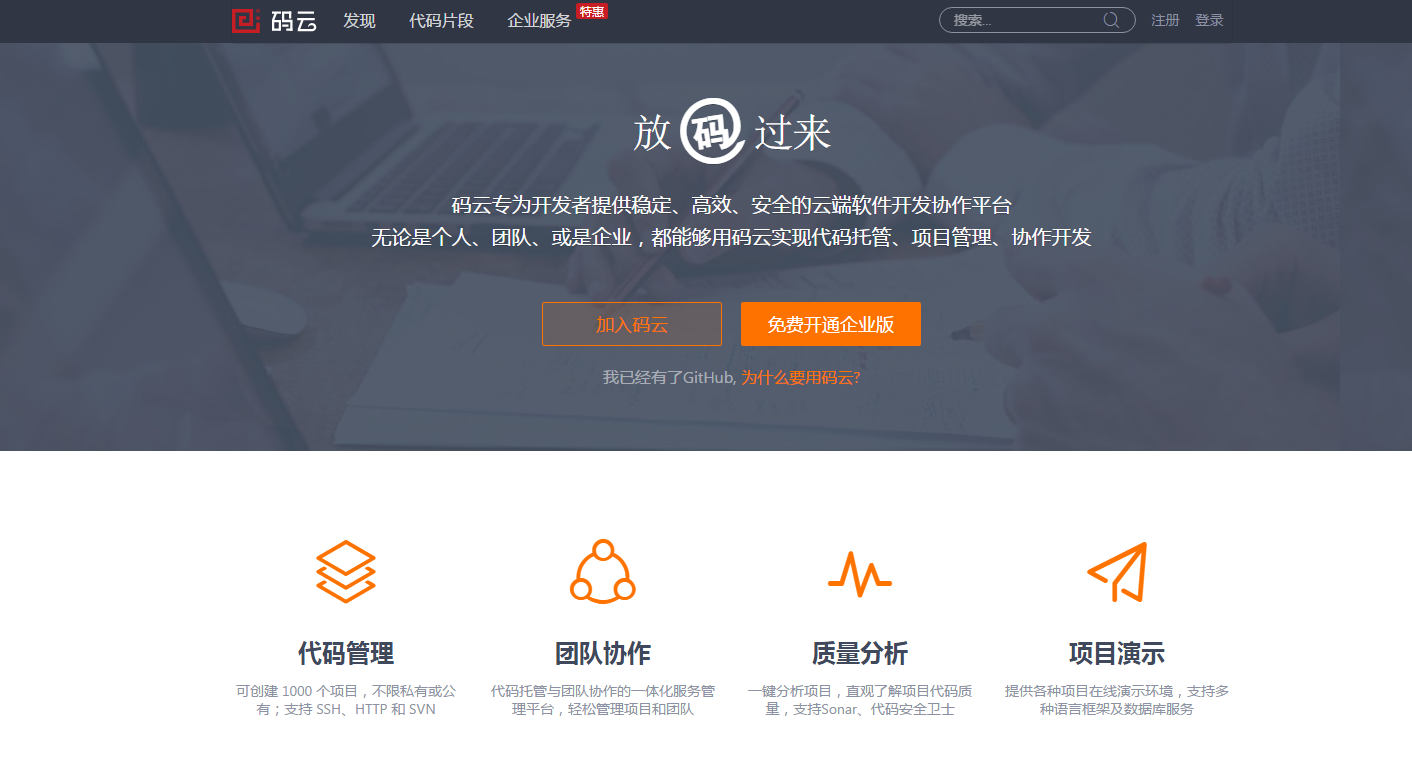 码云 发现 代码片段 企业服务 特惠 搜索... 注册 登录
放码过来
码云专为开发者提供稳定、高效、安全的云端软件开发协作平台
无论是个人、团队、或是企业，都能够用码云实现代码托管、项目管理、协作开发
加入码云 免费开通企业版
我已经有了GitHub, 为什么要用码云?
代码管理
可创建 1000 个项目，不限私有或公
有；支持 SSH、HTTP 和 SVN
团队协作
代码托管与团队协作的一体化服务管
理平台，轻松管理项目和团队
质量分析
一键分析项目，直观了解项目代码质
量，支持Sonar、代码安全卫士
项目演示
提供各种项目在线演示环境，支持多
种语言框架及数据库服务